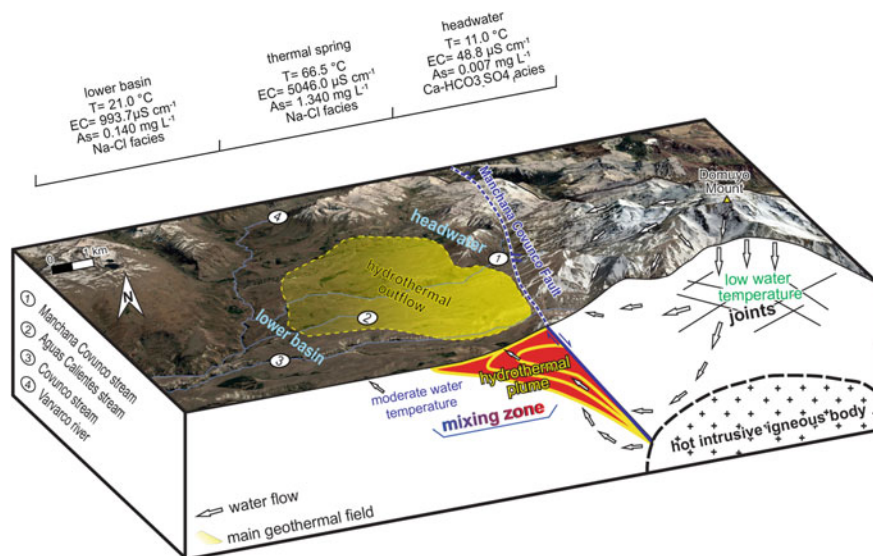 headwater
T= 11.0 °C
EC= 48.8 µS cm⁻¹
As= 0.007 mg L⁻¹
Ca-HCO3_SO4 acies
thermal spring
T= 66.5 °C
EC= 5046.0 µS cm⁻¹
As= 1.340 mg L⁻¹
Na-Cl facies
lower basin
T= 21.0 °C
EC= 993.7µS cm⁻¹
As= 0.140 mg L⁻¹
Na-Cl facies
Domuyo
Mount
Manchana Covunco Fault
4
headwater
1
0 1 km
N
hydrothermal
outflow
2
lower basin
3
low water
temperature
joints
1 Manchana Covunco stream
2 Aguas Calientes stream
3 Covunco stream
4 Varvarco river
hydrothermal
plume
moderate water
temperature
mixing zone
hot intrusive igneous body
water flow
main geothermal field